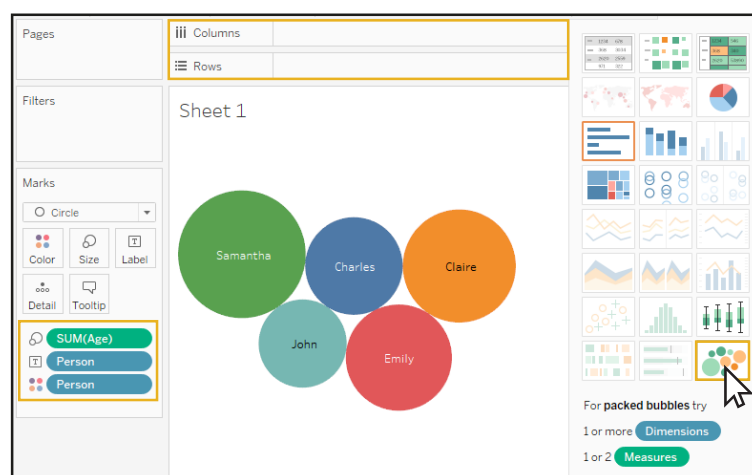 Pages
Columns
Rows
Filters
Sheet 1
Marks
Circle
Color Size Label
Detail Tooltip
SUM(Age)
T Person
Person
Samantha
Charles
Claire
John
Emily
For packed bubbles try
1 or more Dimensions
1 or 2 Measures